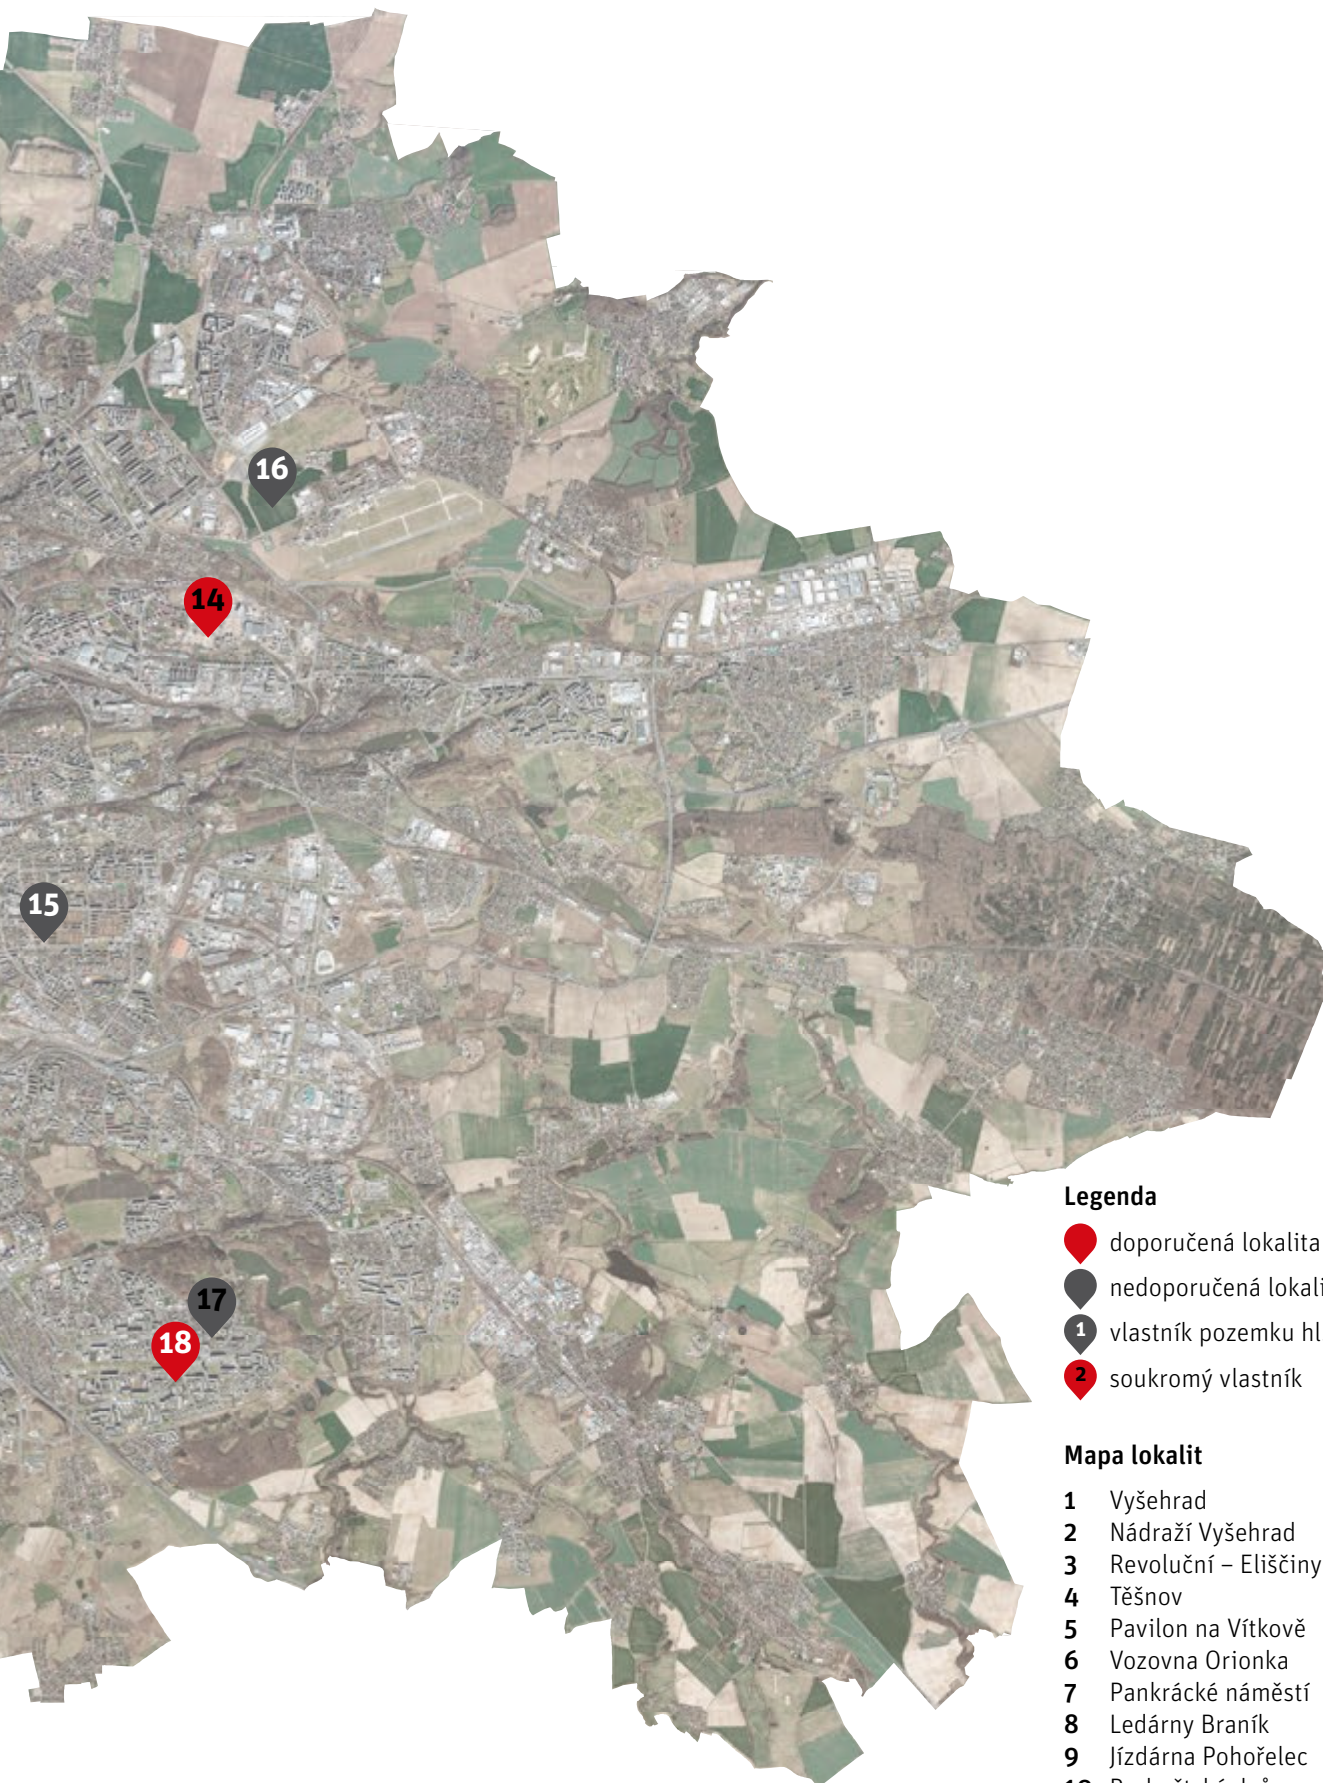 16
14
15
17
18
Legenda
doporučená lokalita
nedoporučená
1 vlastník pozemku
2 soukromý vlastník
Mapa lokalit
1 Vyšehrad
2 Nádraží Vyšehrad
3 Revoluční – Eliščiny
4 Těšnov
5 Pavilon na Vítkově
6 Vozovna Orionka
7 Pankrácké náměstí
8 Ledárny Braník
9 Jízdárna Pohořelec